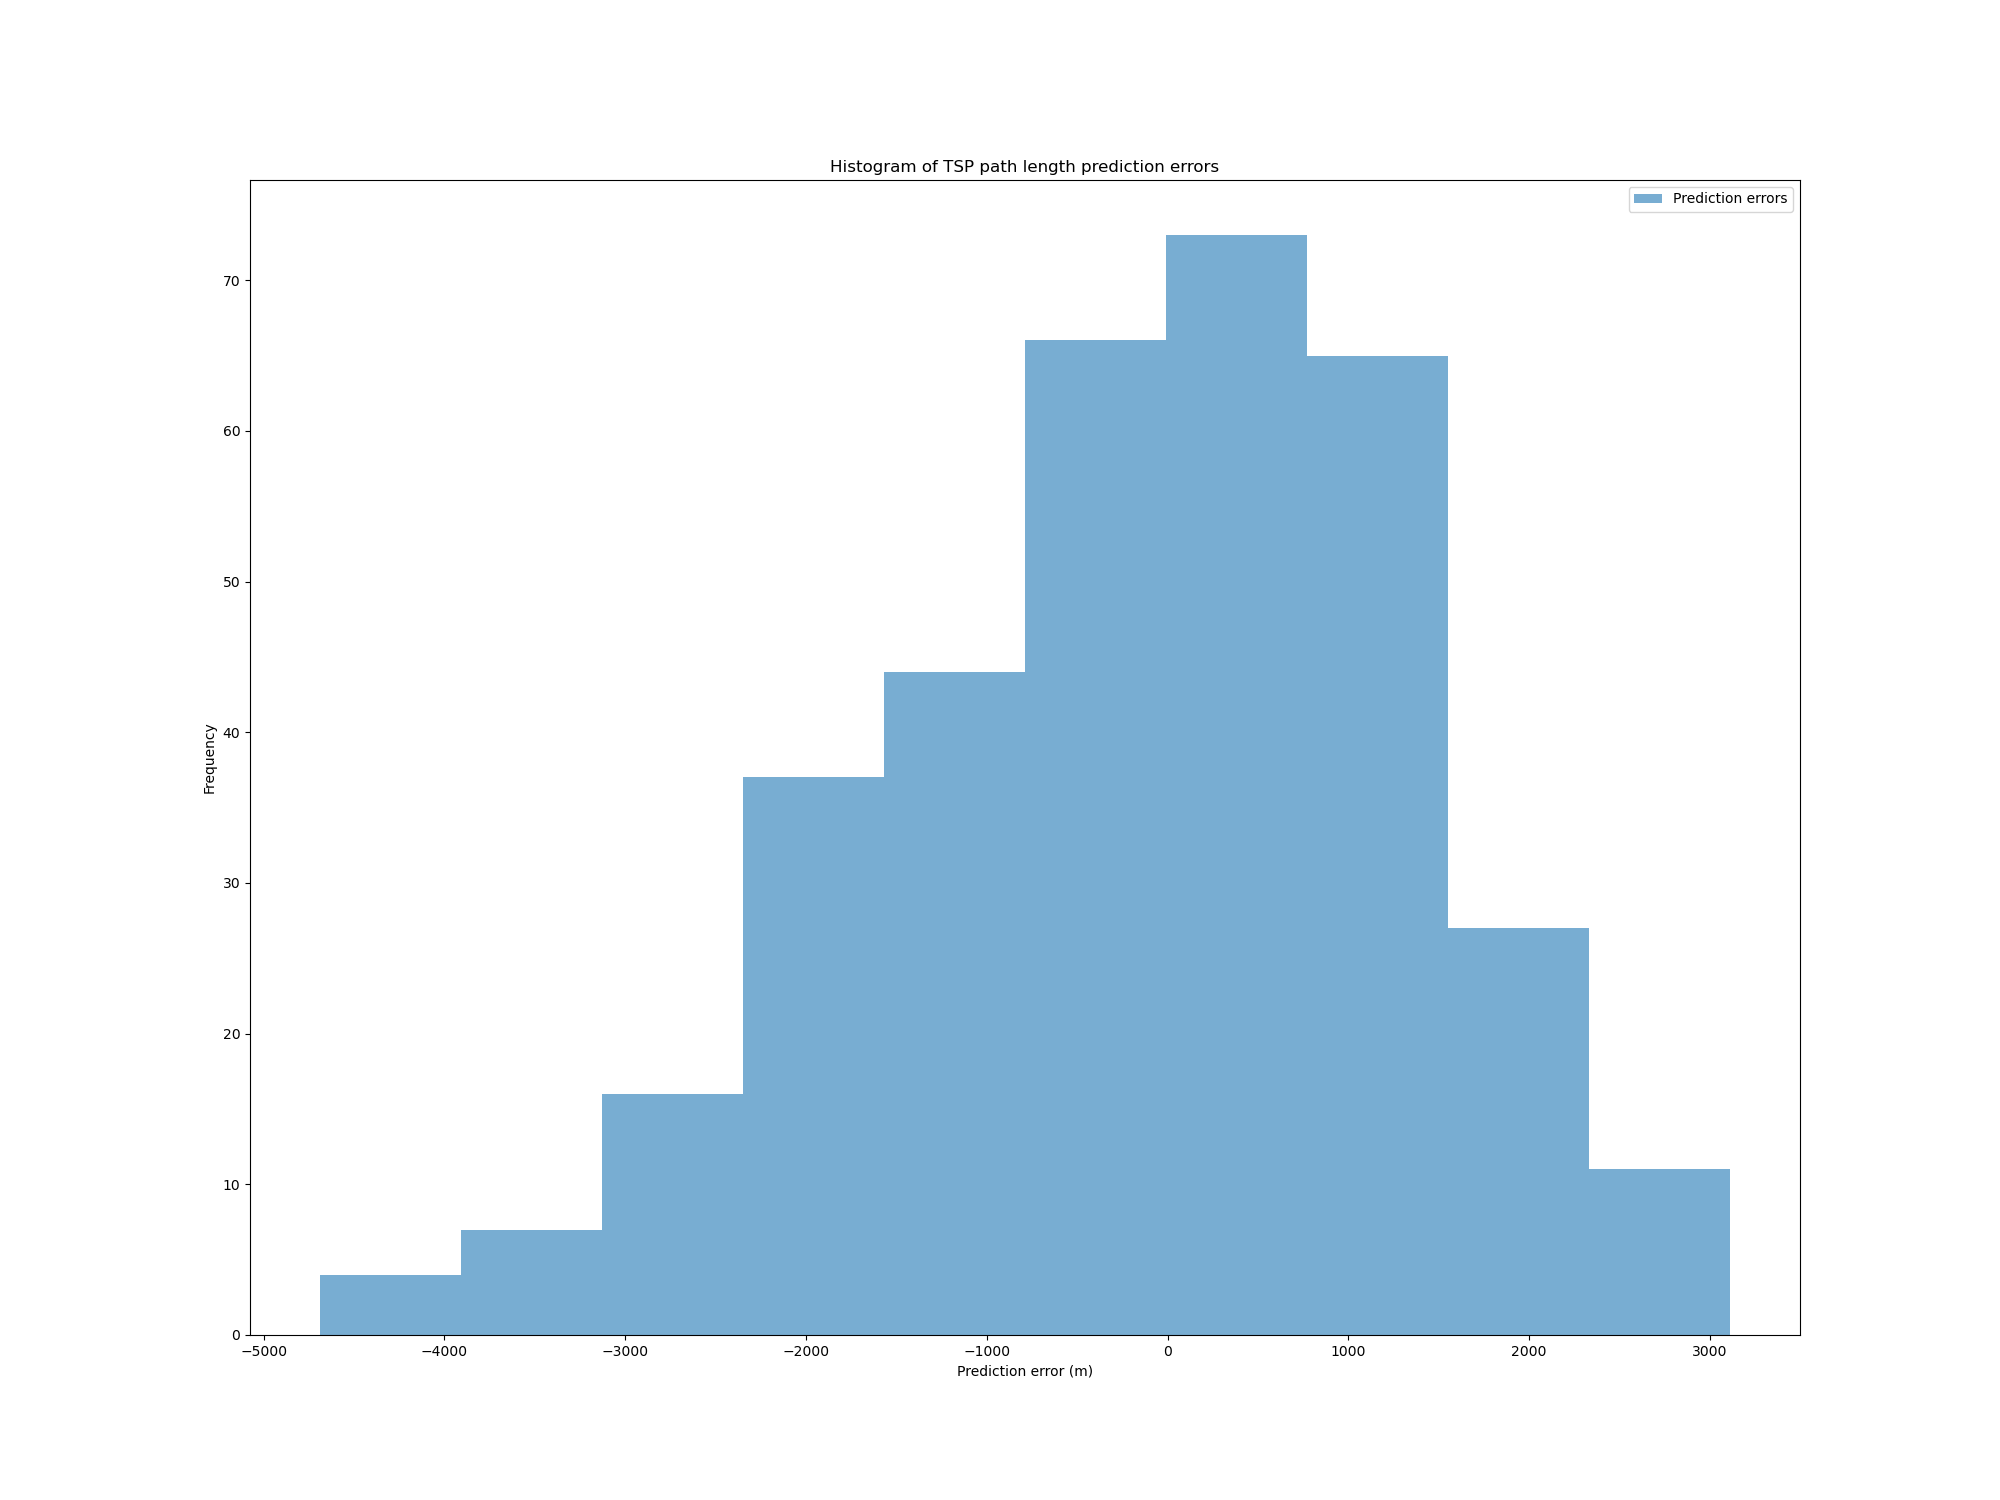 Histogram of TSP path length prediction errors
Prediction errors
Frequency
70
60
50
40
30
20
10
0
−5000 −4000 −3000 −2000 −1000 0 1000 2000 3000
Prediction error (m)